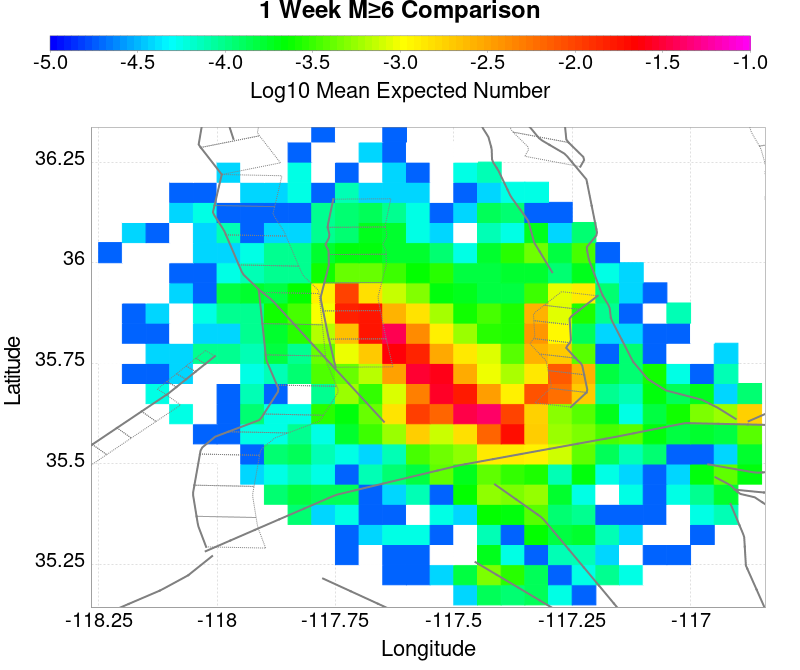 1 Week M≥6 Comparison
-5.0 -4.5 -4.0 -3.5 -3.0 -2.5 -2.0 -1.5 -1.0
Log10 Mean Expected Number
36.25
36
35.75
35.5
35.25
Latitude
-118.25 -118 -117.75 -117.5 -117.25 -117
Longitude